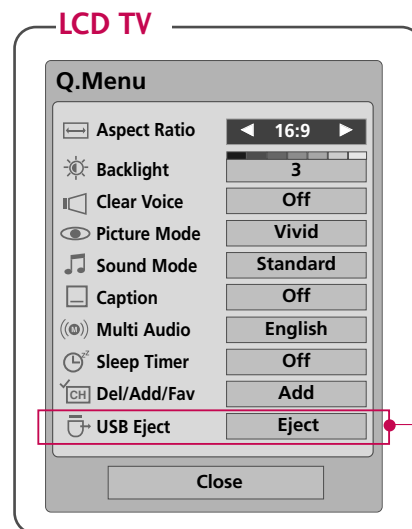 LCD TV
Q.Menu
Aspect Ratio ◀ 16:9 ▶
Backlight 3
Clear Voice Off
Picture Mode Vivid
Sound Mode Standard
Caption Off
Multi Audio English
zz Sleep Timer Off
CH Del/Add/Fav Add
USB Eject Eject
Close